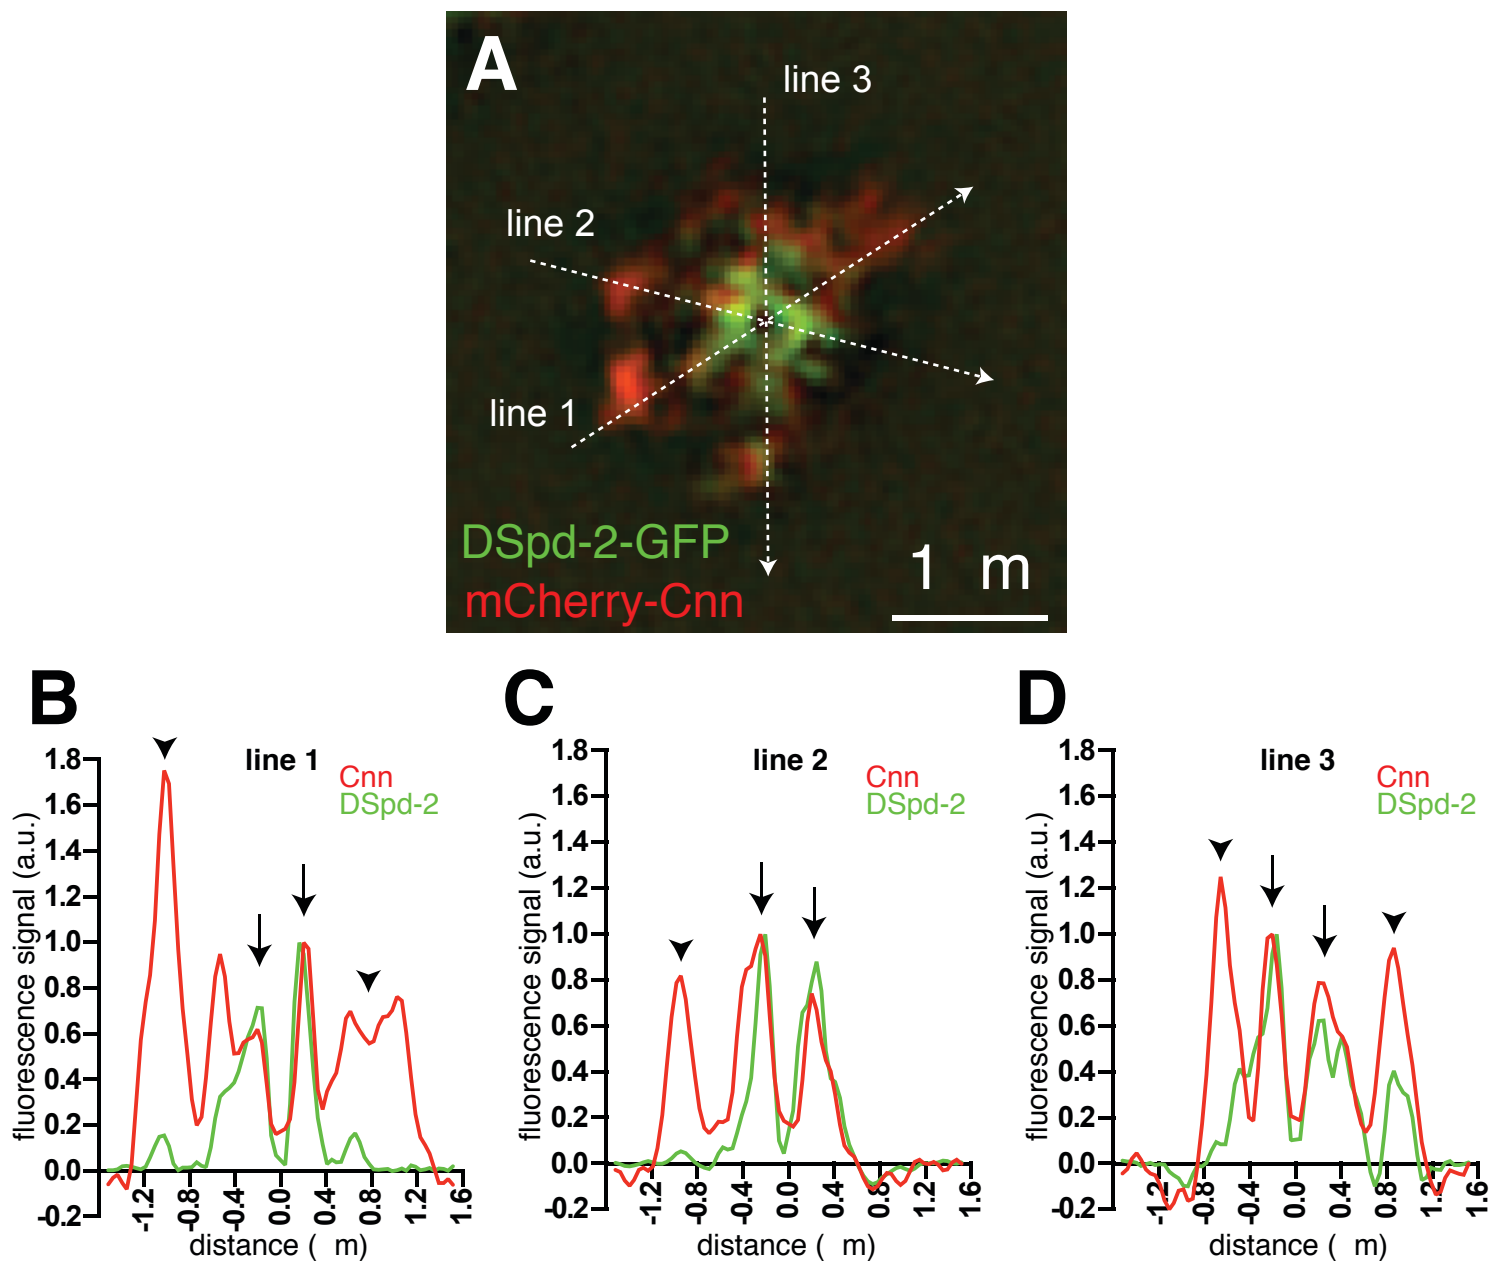 A
line 3
line 2
line 1
DSpd-2-GFP
mCherry-Cnn
1 m
B
line 1
Cnn
DSpd-2
fluorescence signal (a.u.)
1.8
1.6
1.4
1.2
1.0
0.8
0.6
0.4
0.2
0.0
-0.2
-1.2 -0.8 -0.4 0.0 0.4 0.8 1.2 1.6
distance ( m)
C
line 2
Cnn
DSpd-2
fluorescence signal (a.u.)
1.8
1.6
1.4
1.2
1.0
0.8
0.6
0.4
0.2
0.0
-0.2
-1.2 -0.8 -0.4 0.0 0.4 0.8 1.2 1.6
distance ( m)
D
line 3
Cnn
DSpd-2
fluorescence signal (a.u.)
1.8
1.6
1.4
1.2
1.0
0.8
0.6
0.4
0.2
0.0
-0.2
-1.2 -0.8 -0.4 0.0 0.4 0.8 1.2 1.6
distance ( m)